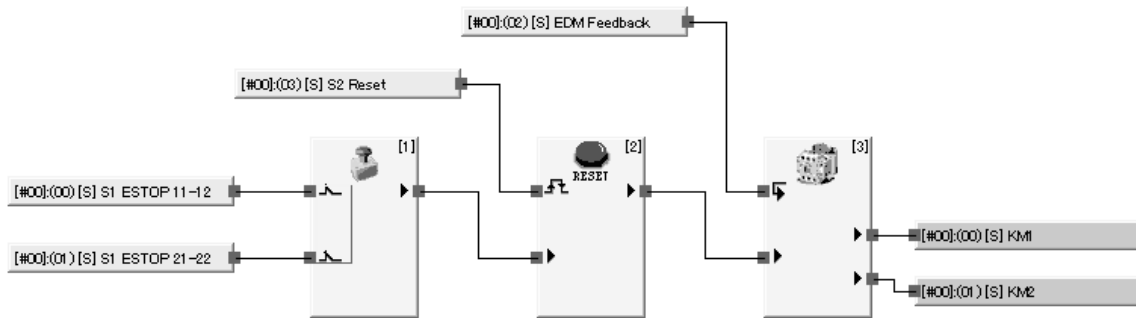 [#00]:(02) [S] EDM Feedback
[#00]:(03) [S] S2 Reset
[1]
[2]
[3]
RESET
[#00]:(00) [S] S1 ESTOP 11-12
[#00]:(01) [S] S1 ESTOP 21-22
[#00]:(00) [S] KM1
[#00]:(01) [S] KM2